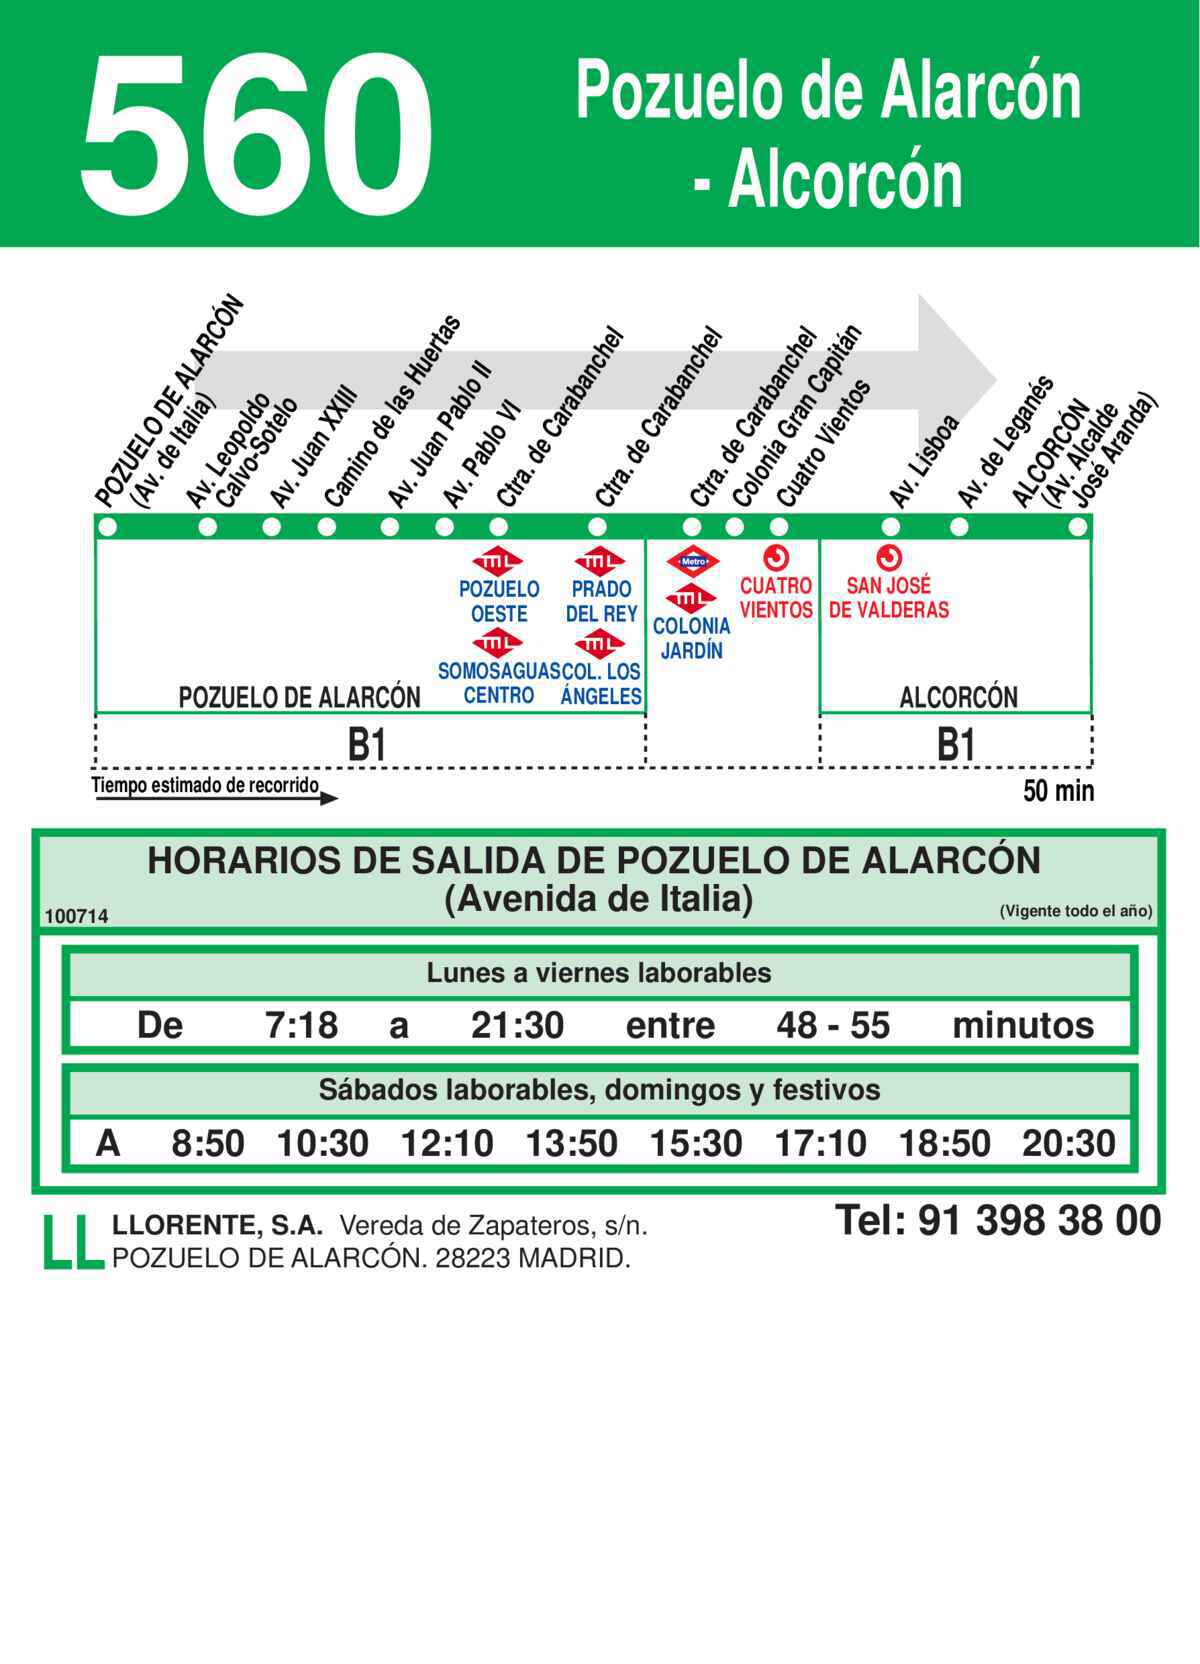 560
Pozuelo de Alarcón
- Alcorcón
POZUELO DE ALARCÓN
(Av. de Italia)
Av. Leopoldo
Calvo-Sotelo
Av. Juan XXIII
Camino de las Huertas
Av. Juan Pablo II
Av. Pablo VI
Ctra. de Carabanchel
Ctra. de Carabanchel
Ctra. de Carabanchel
Colonia Gran Capitán
Cuatro Vientos
Av. Lisboa
Av. de Leganés
ALCORCÓN
(Av. Alcalde
José Aranda)
ML
POZUELO
OESTE
ML
SOMOSAGUAS
CENTRO
ML
PRADO
DEL REY
ML
COL. LOS
ÁNGELES
Metro
ML
COLONIA
JARDÍN
CUATRO
VIENTOS
SAN JOSÉ
DE VALDERAS
POZUELO DE ALARCÓN
ALCORCÓN
B1
B1
Tiempo estimado de recorrido
50 min
HORARIOS DE SALIDA DE POZUELO DE ALARCÓN
(Avenida de Italia)
100714
(Vigente todo el año)
Lunes a viernes laborables
De 7:18 a 21:30 entre 48 - 55 minutos
Sábados laborables, domingos y festivos
A 8:50 10:30 12:10 13:50 15:30 17:10 18:50 20:30
LL
LLORENTE, S.A. Vereda de Zapateros, s/n.
POZUELO DE ALARCÓN. 28223 MADRID.
Tel: 91 398 38 00